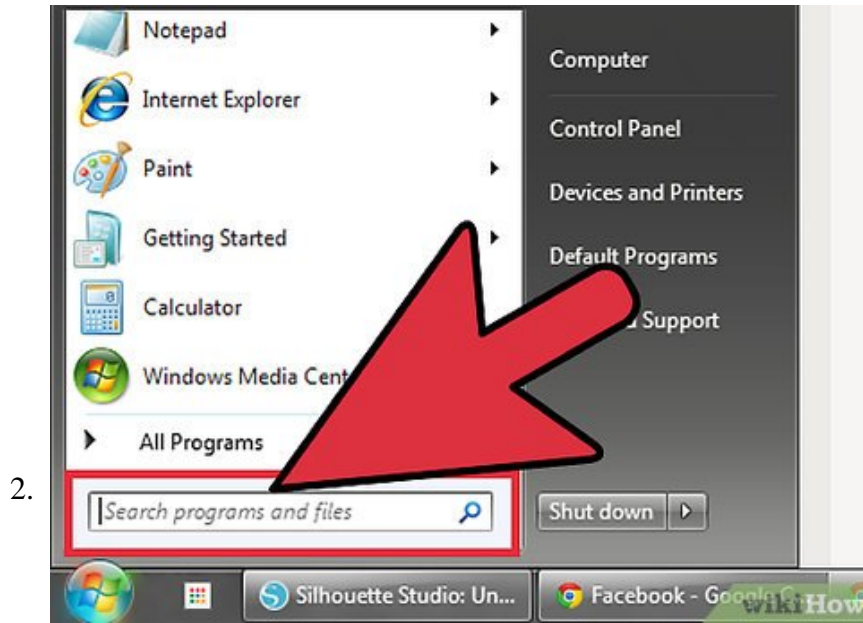 Notepad
Internet Explorer
Paint
Getting Started
Calculator
Windows Media Cent
All Programs
Computer
Control Panel
Devices and Printers
Default Programs
Support
2.
Search programs and files
Shut down
Silhouette Studio: Un...
Facebook - Google C
wikiHow